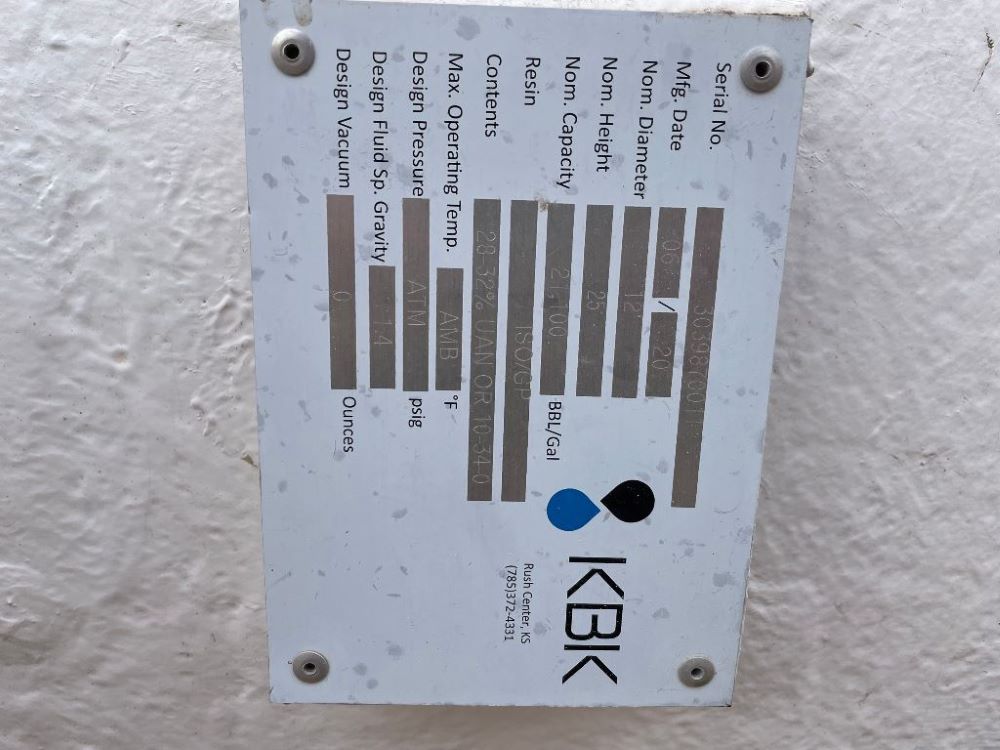 Serial No.
Mfg. Date 06 / 20
Nom. Diameter 12'
Nom. Height 25'
Nom. Capacity 21,100 BBL/Gal
Resin ISO/GP
Contents 28-32% UAN OR 10-34-0
Max. Operating Temp. AMB °F
Design Pressure ATM psig
Design Fluid Sp. Gravity 1.4
Design Vacuum 0 Ounces
KBK
Rush Center, KS
(785)372-4331